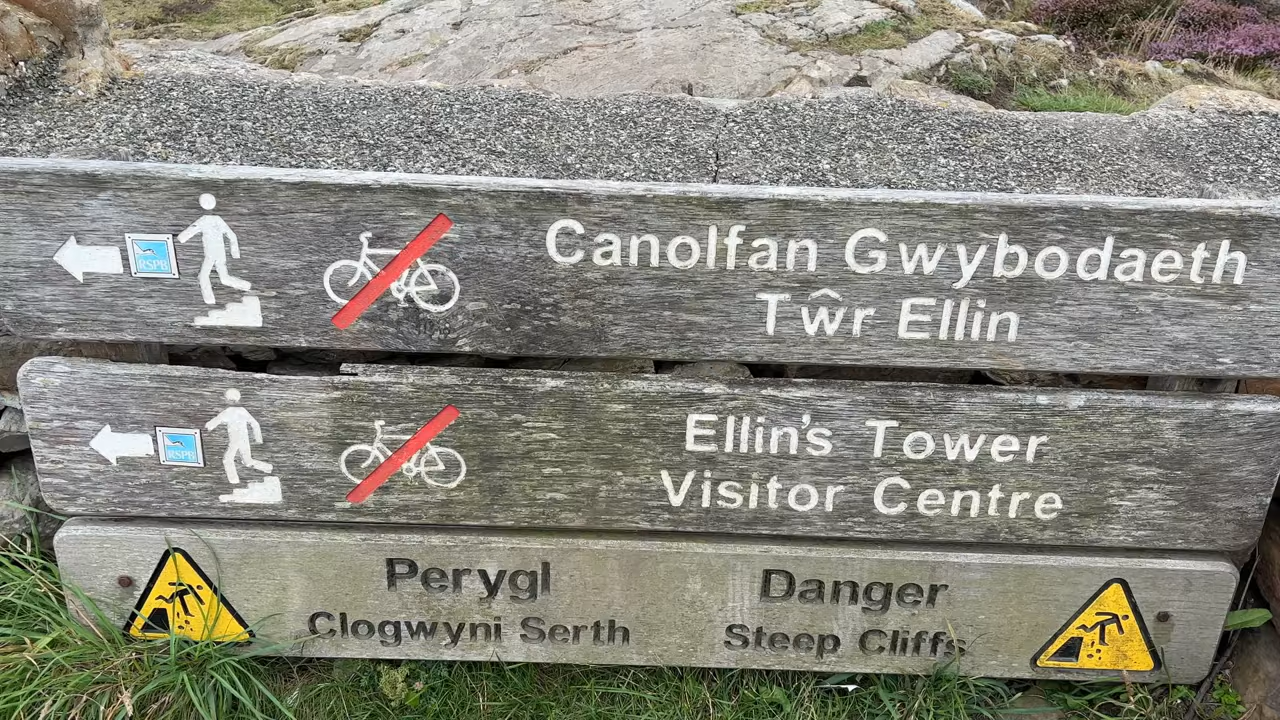 RSPB
Canolfan Gwybodaeth
Tŵr Ellin
RSPB
Ellin's Tower
Visitor Centre
Perygl
Clogwyni Serth
Danger
Steep Cliffs